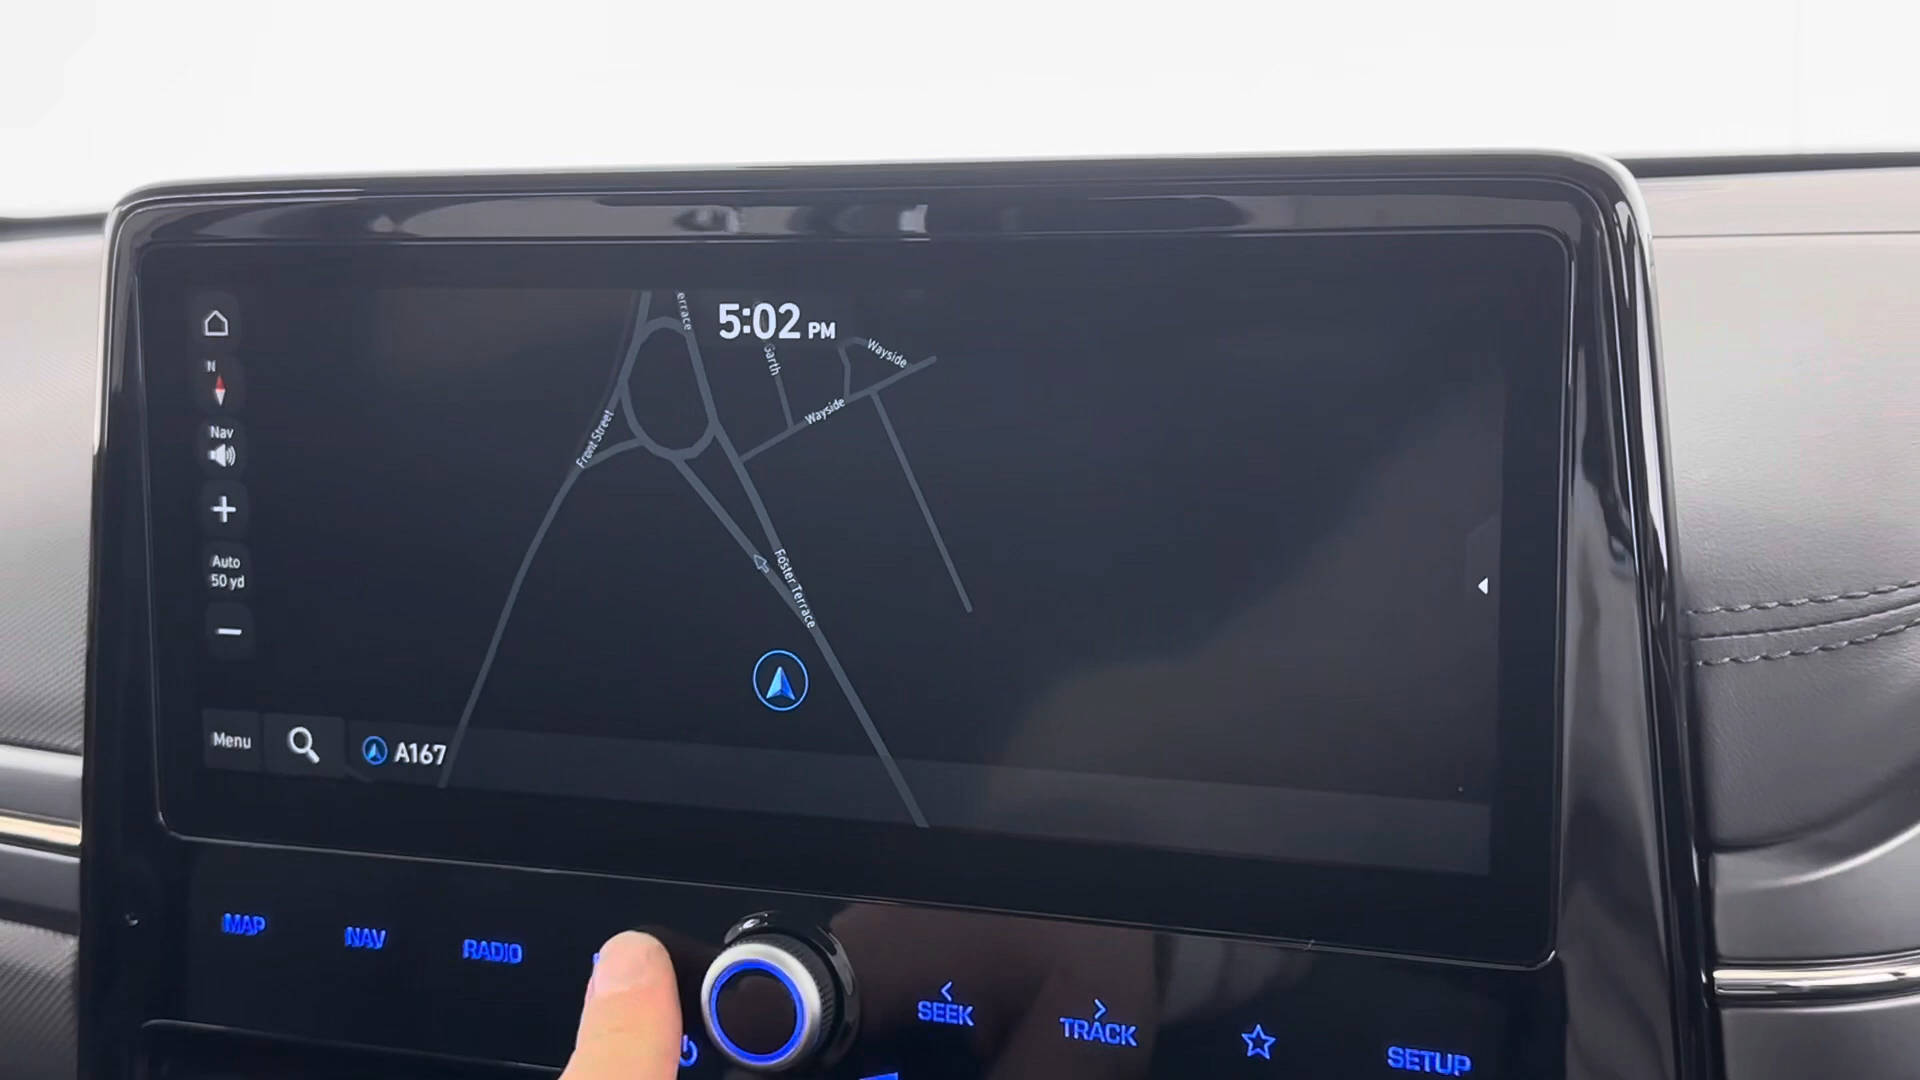 5:02 PM
N
Nav
Auto
50 yd
Menu
A167
Garth
Wayside
Wayside
Front Street
Foster Terrace
MAP
NAV
RADIO
< SEEK
> TRACK
SETUP